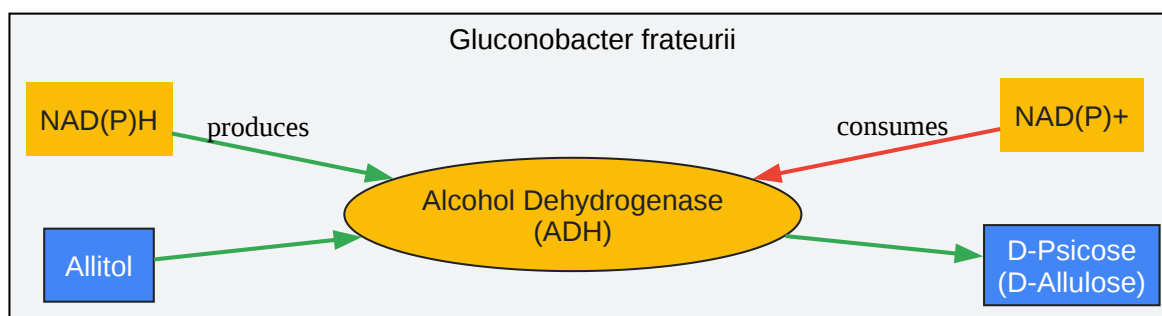 Gluconobacter frateurii
NAD(P)H
produces
consumes
NAD(P)+
Alcohol Dehydrogenase
(ADH)
Allitol
D-Psicose
(D-Allulose)